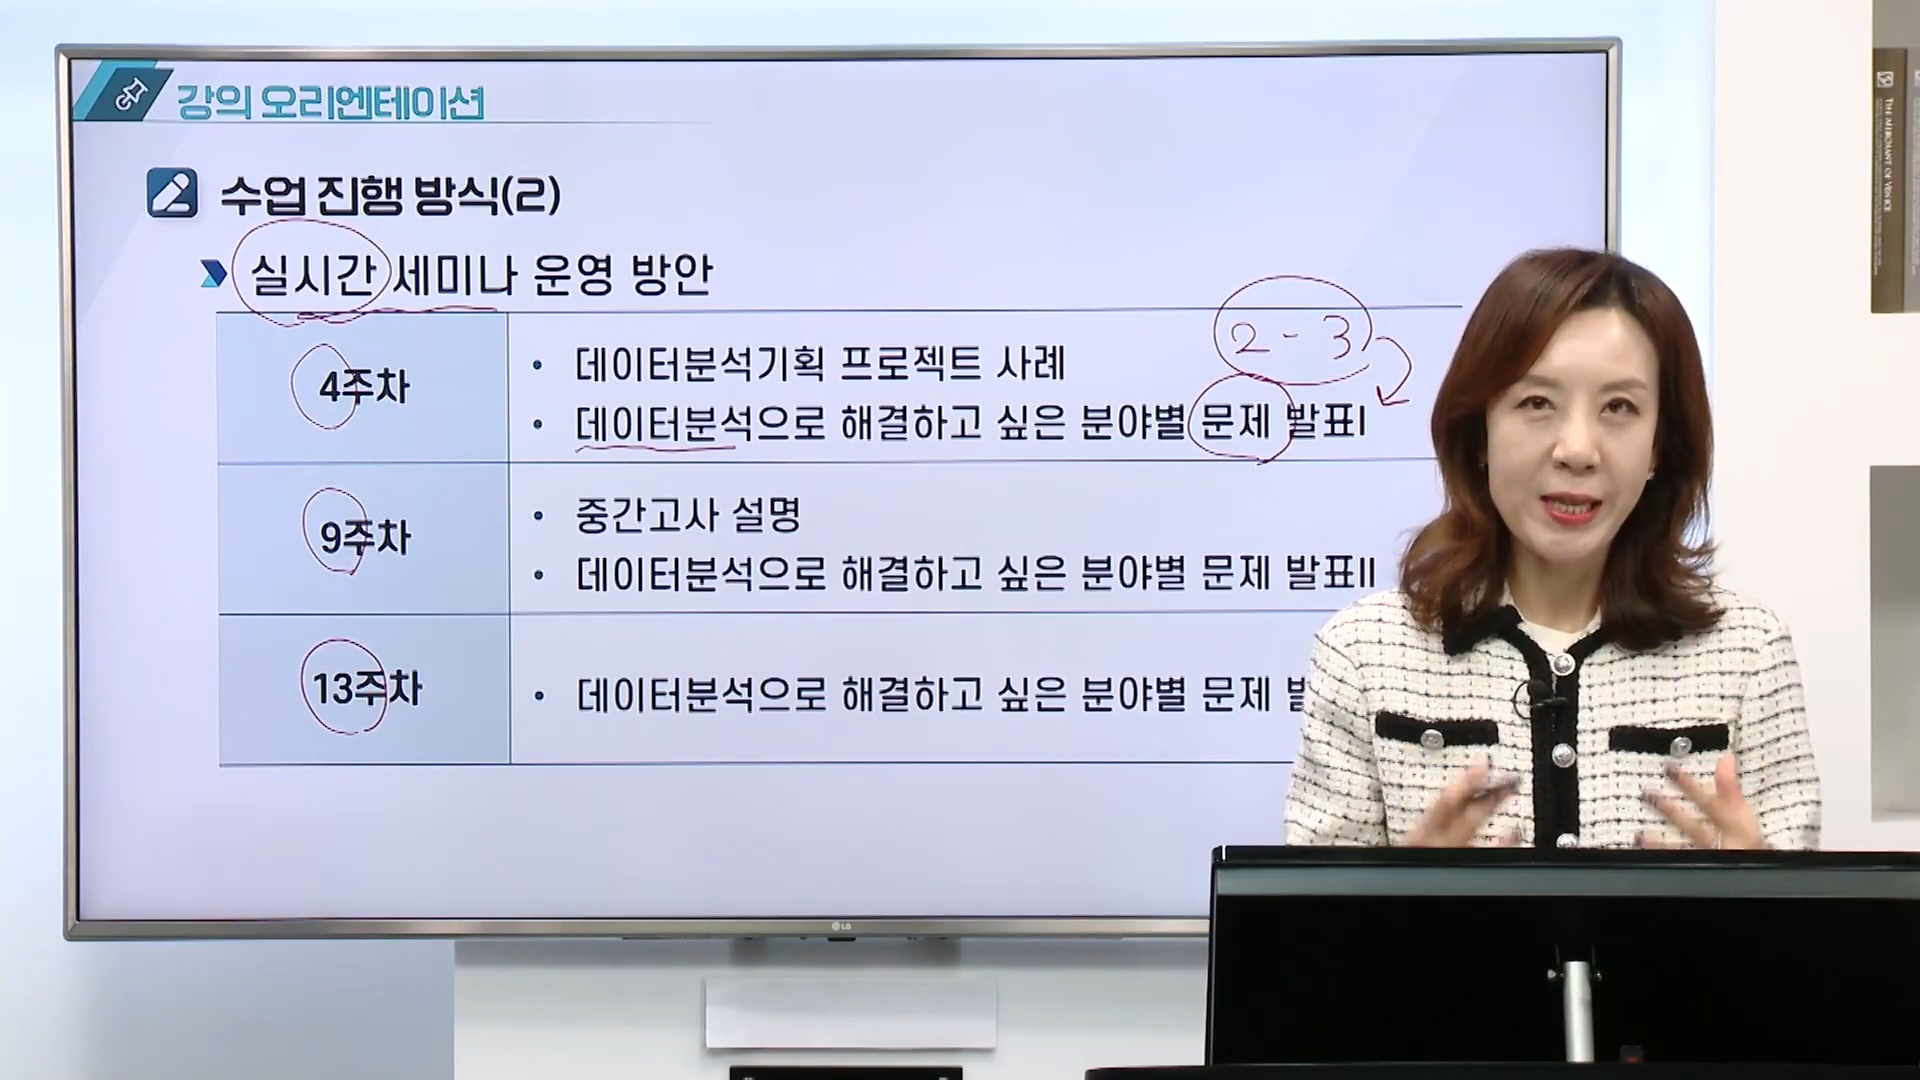 강의 오리엔테이션
수업 진행 방식(2)
실시간 세미나 운영 방안
4주차
• 데이터분석기획 프로젝트 사례
2 - 3
• 데이터분석으로 해결하고 싶은 분야별 문제 발표I
9주차
• 중간고사 설명
• 데이터분석으로 해결하고 싶은 분야별 문제 발표II
13주차
• 데이터분석으로 해결하고 싶은 분야별 문제
LG
THE MERCHANT OF VENICE